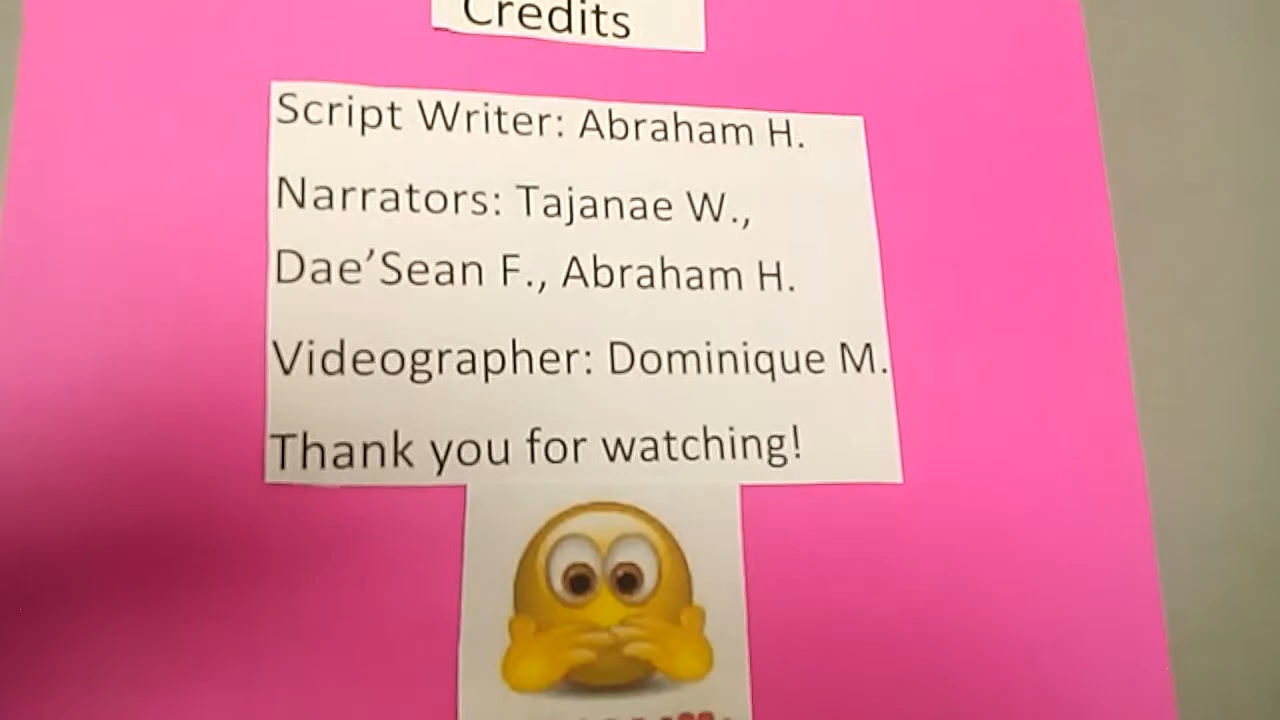 Credits
Script Writer: Abraham H.
Narrators: Tajanae W.,
Dae’Sean F., Abraham H.
Videographer: Dominique M.
Thank you for watching!